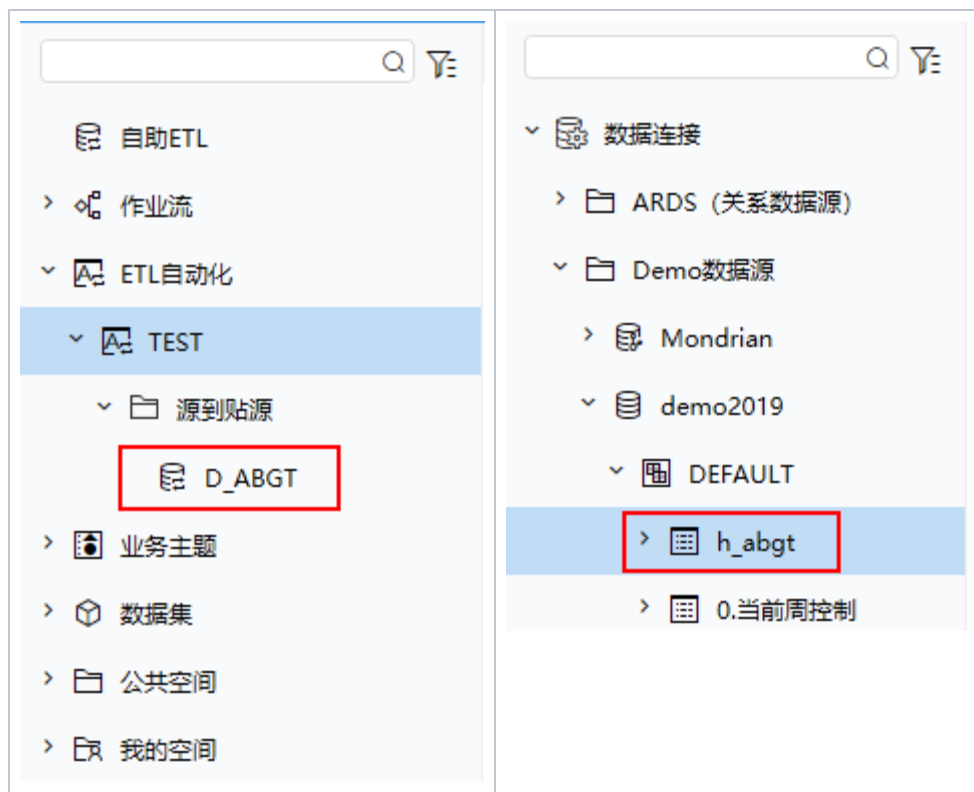 自助ETL
作业流
ETL自动化
TEST
源到贴源
D_ABGT
业务主题
数据集
公共空间
我的空间
数据连接
ARDS（关系数据源）
Demo数据源
Mondrian
demo2019
DEFAULT
h_abgt
0.当前周控制